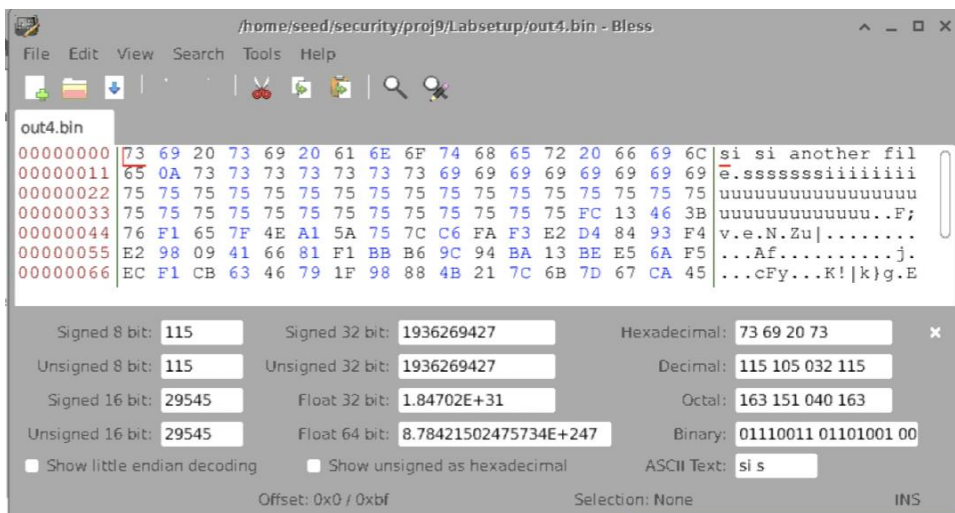 /home/seed/security/proj9/Labsetup/out4.bin - Bless
File Edit View Search Tools Help
out4.bin
00000000 73 69 20 73 69 20 61 6E 6F 74 68 65 72 20 66 69 6C si si another fil
00000011 65 0A 73 73 73 73 73 73 73 69 69 69 69 69 69 69 69 e.sssssssiiiiiiii
00000022 75 75 75 75 75 75 75 75 75 75 75 75 75 75 75 75 75 uuuuuuuuuuuuuuuuu
00000033 75 75 75 75 75 75 75 75 75 75 75 75 75 FC 13 46 3B uuuuuuuuuuuuu..F;
00000044 76 F1 65 7F 4E A1 5A 75 7C C6 FA F3 E2 D4 84 93 F4 v.e.N.Zu|........
00000055 E2 98 09 41 66 81 F1 BB B6 9C 94 BA 13 BE E5 6A F5 ...Af..........j.
00000066 EC F1 CB 63 46 79 1F 98 88 4B 21 7C 6B 7D 67 CA 45 ...cFy...K!|k}g.E
Signed 8 bit: 115 Signed 32 bit: 1936269427 Hexadecimal: 73 69 20 73
Unsigned 8 bit: 115 Unsigned 32 bit: 1936269427 Decimal: 115 105 032 115
Signed 16 bit: 29545 Float 32 bit: 1.84702E+31 Octal: 163 151 040 163
Unsigned 16 bit: 29545 Float 64 bit: 8.78421502475734E+247 Binary: 01110011 01101001 00
Show little endian decoding Show unsigned as hexadecimal ASCII Text: si s
Offset: 0x0 / 0xbf Selection: None INS